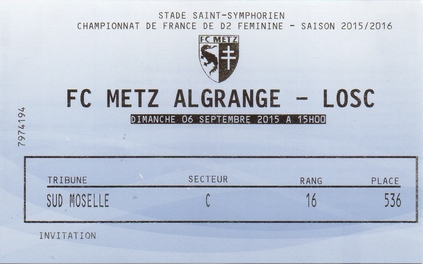 STADE SAINT-SYMPHORIEN
CHAMPIONNAT DE FRANCE DE D2 FEMININE - SAISON 2015/2016
FC METZ
FC METZ ALGRANGE - LOSC
DIMANCHE 06 SEPTEMBRE 2015 A 15H00
7974194
TRIBUNE SECTEUR RANG PLACE
SUD MOSELLE C 16 536
INVITATION